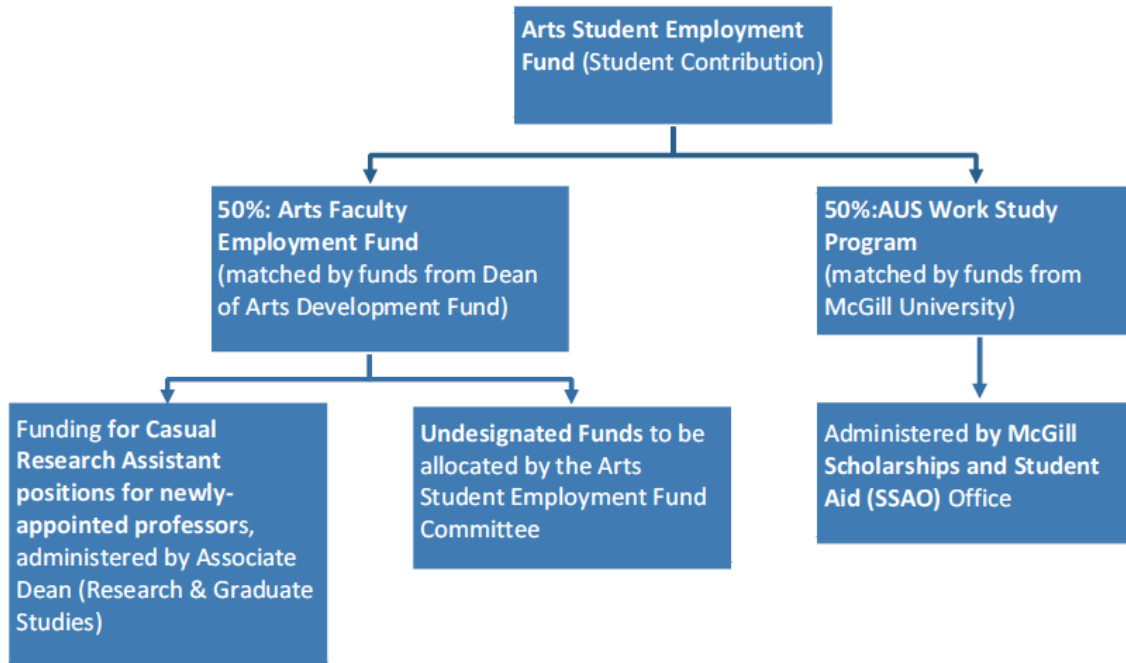 Arts Student Employment
Fund (Student Contribution)
50%: Arts Faculty
Employment Fund
(matched by funds from Dean
of Arts Development Fund)
50%:AUS Work Study
Program
(matched by funds from
McGill University)
Funding for Casual
Research Assistant
positions for newly-
appointed professors,
administered by Associate
Dean (Research & Graduate
Studies)
Undesignated Funds to be
allocated by the Arts
Student Employment Fund
Committee
Administered by McGill
Scholarships and Student
Aid (SSAO) Office